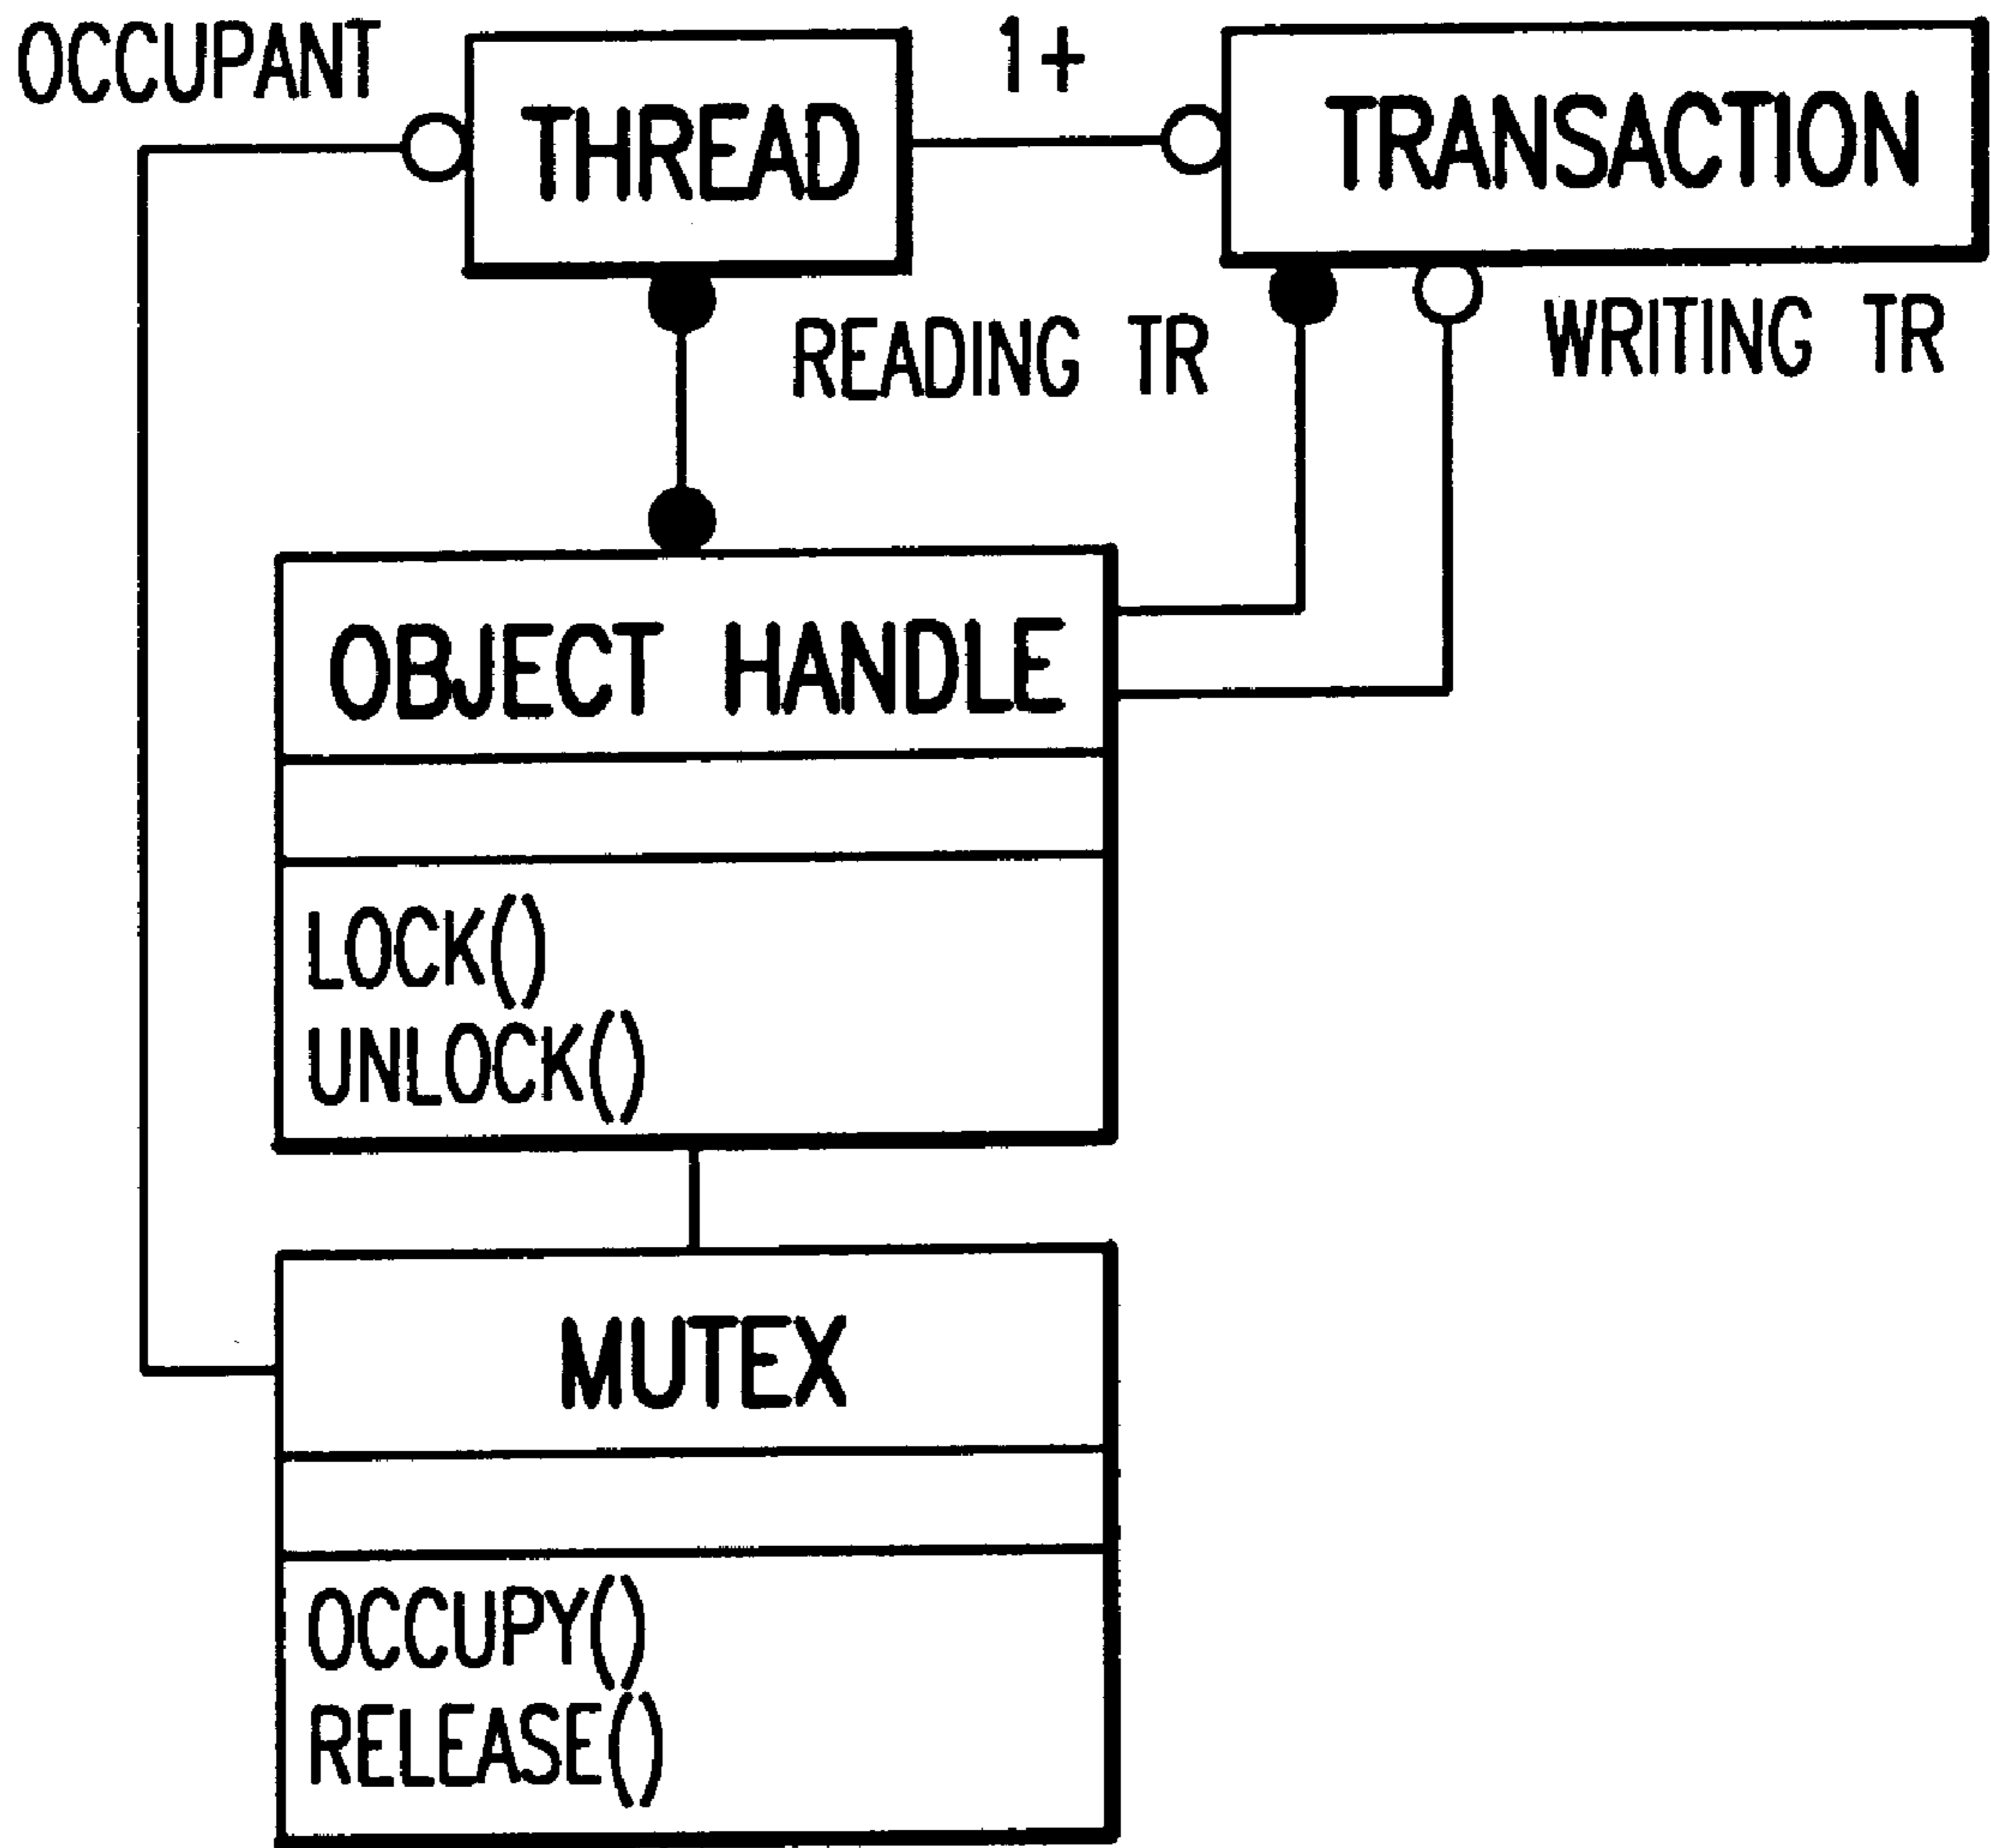 OCCUPANT
THREAD
1+
TRANSACTION
READING TR
WRITING TR
OBJECT HANDLE
LOCK()
UNLOCK()
MUTEX
OCCUPY()
RELEASE()